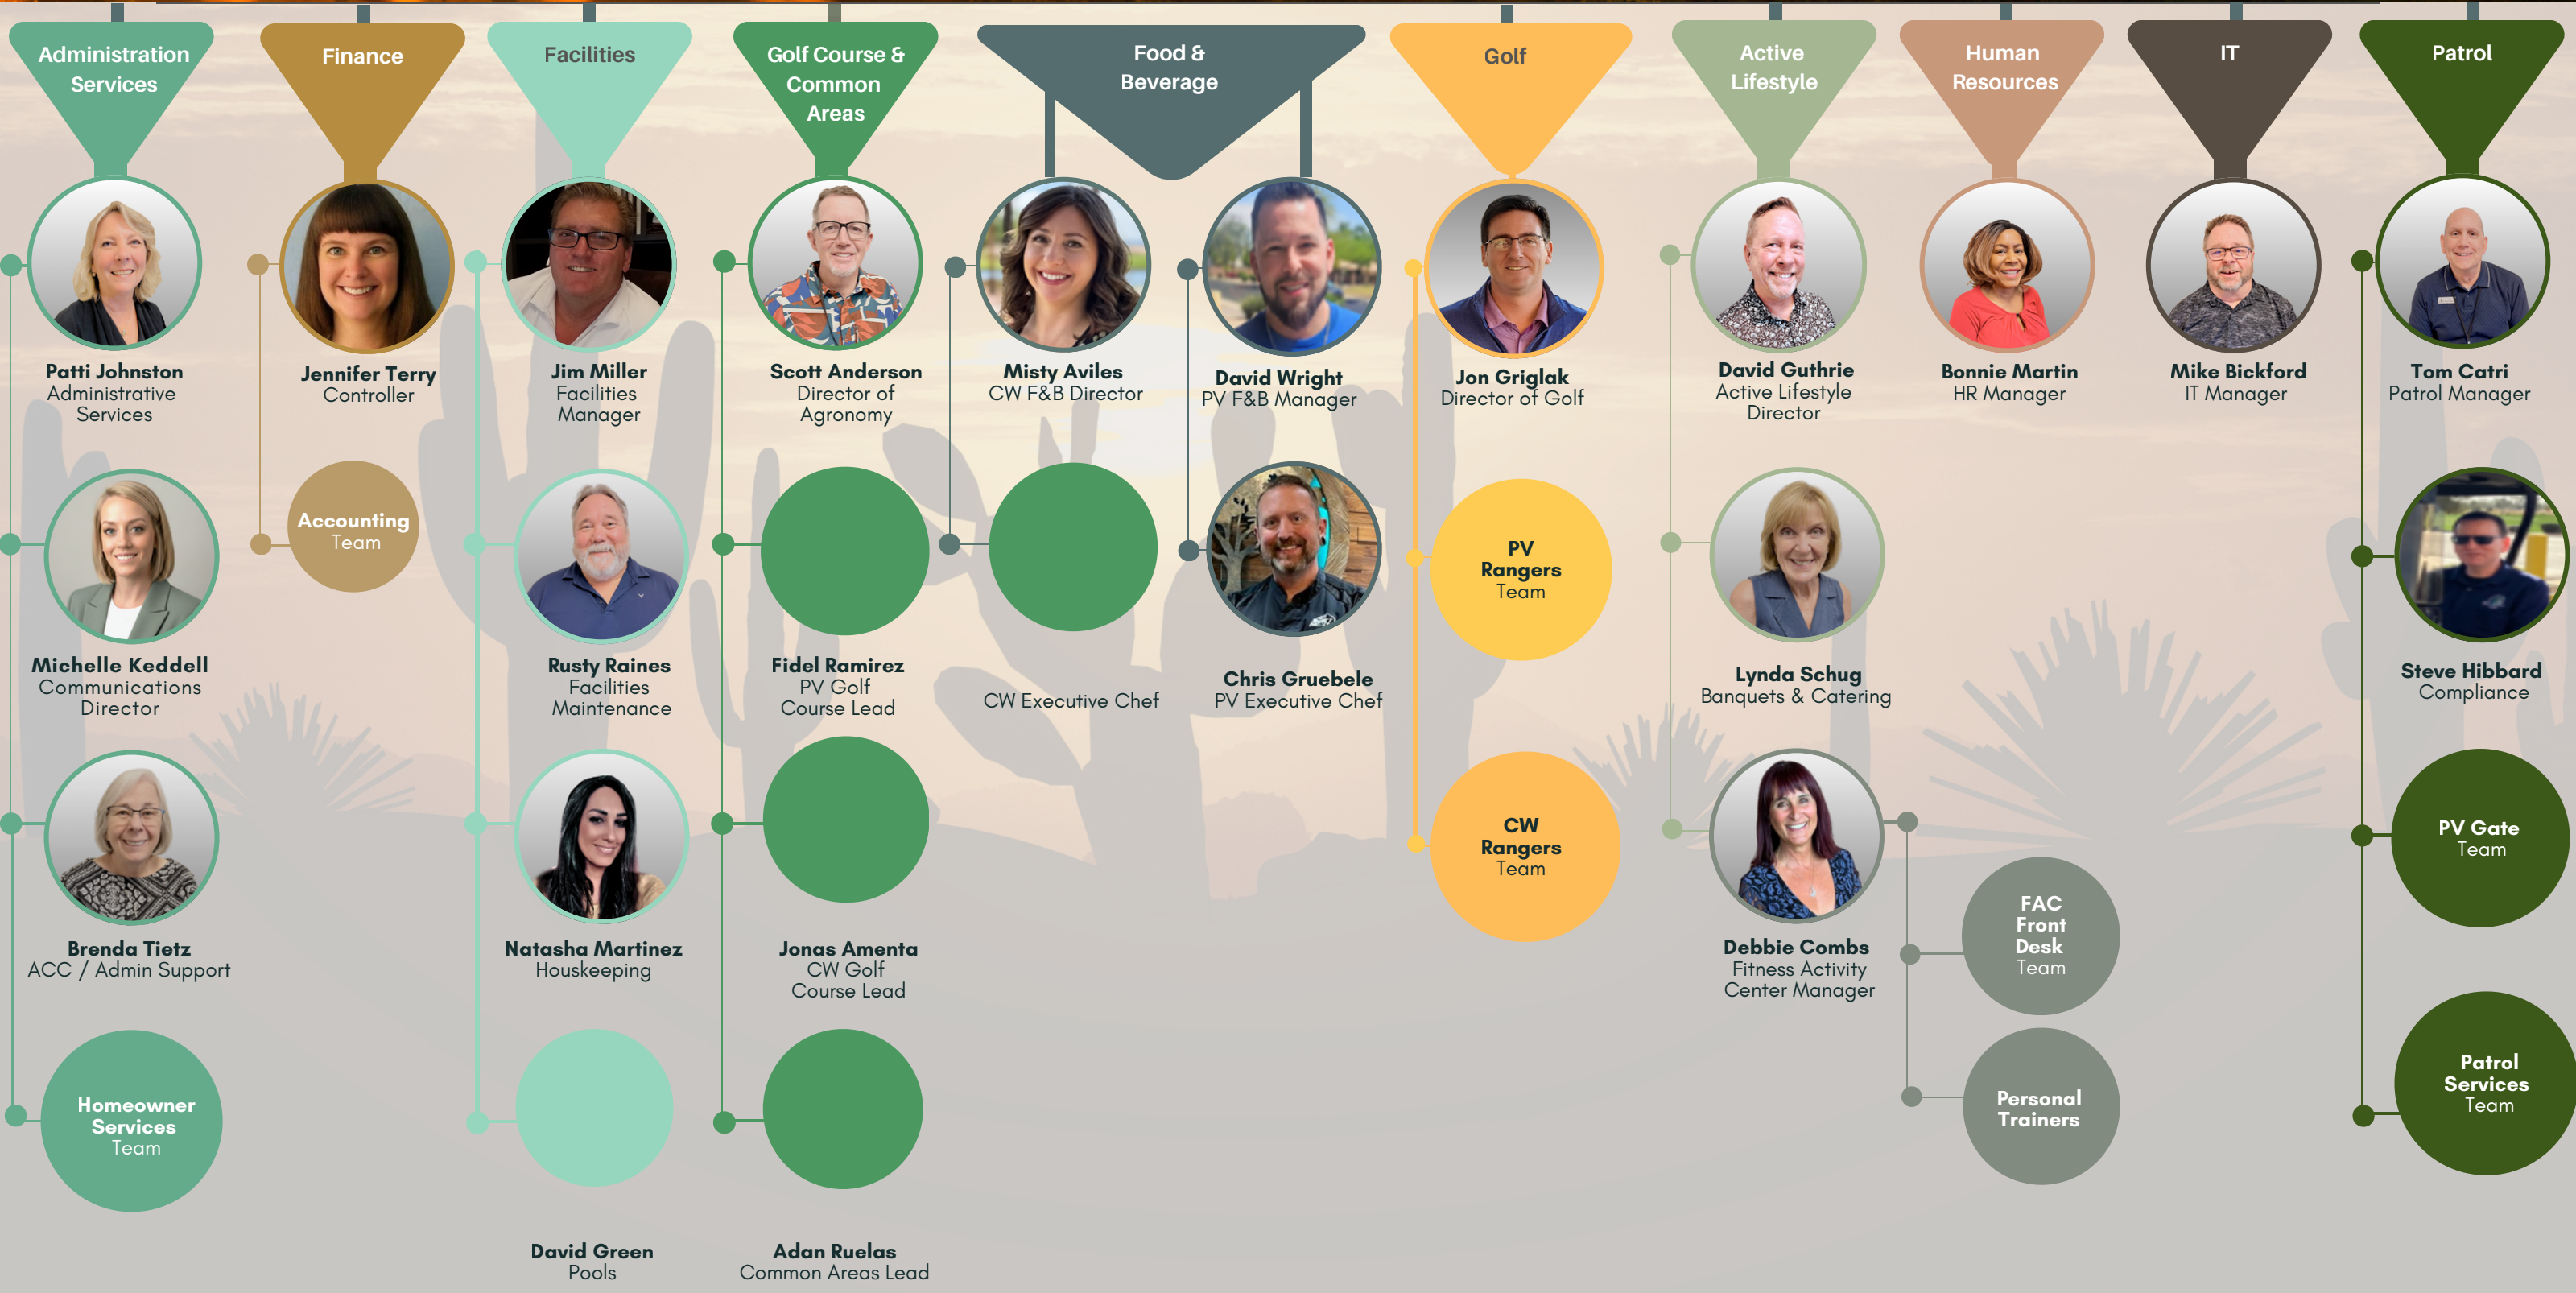 Administration
Services
Finance
Facilities
Golf Course &
Common
Areas
Food &
Beverage
Golf
Active
Lifestyle
Human
Resources
IT
Patrol
Patti Johnston
Administrative
Services
Jennifer Terry
Controller
Jim Miller
Facilities
Manager
Scott Anderson
Director of
Agronomy
Misty Aviles
CW F&B Director
David Wright
PV F&B Manager
Jon Griglak
Director of Golf
David Guthrie
Active Lifestyle
Director
Bonnie Martin
HR Manager
Mike Bickford
IT Manager
Tom Catri
Patrol Manager
Accounting
Team
PV
Rangers
Team
Michelle Keddell
Communications
Director
Rusty Raines
Facilities
Maintenance
Fidel Ramirez
PV Golf
Course Lead
CW Executive Chef
Chris Gruebele
PV Executive Chef
Lynda Schug
Banquets & Catering
Steve Hibbard
Compliance
CW
Rangers
Team
PV Gate
Team
Brenda Tietz
ACC / Admin Support
Natasha Martinez
Houskeeping
Jonas Amenta
CW Golf
Course Lead
Debbie Combs
Fitness Activity
Center Manager
FAC
Front
Desk
Team
Homeowner
Services
Team
Personal
Trainers
Patrol
Services
Team
David Green
Pools
Adan Ruelas
Common Areas Lead